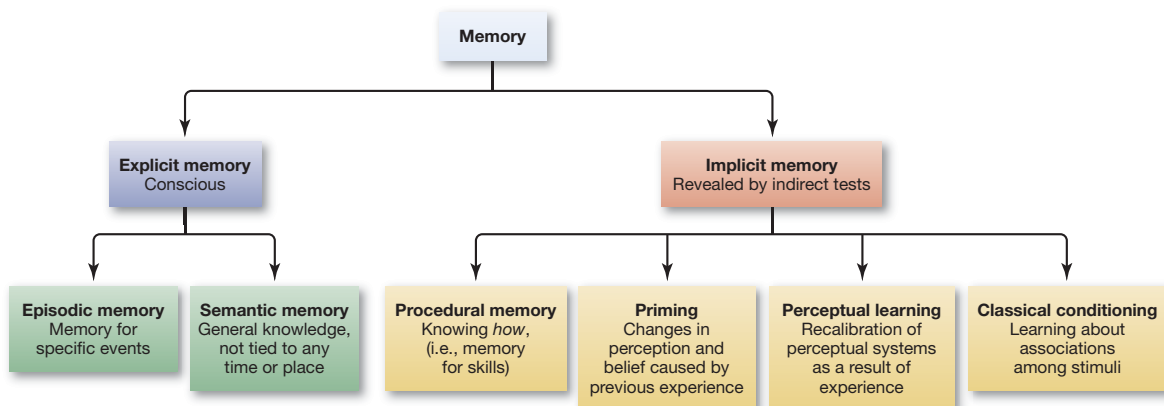 Memory
Explicit memory
Conscious
Implicit memory
Revealed by indirect tests
Episodic memory
Memory for
specific events
Semantic memory
General knowledge,
not tied to any
time or place
Procedural memory
Knowing how,
(i.e., memory
for skills)
Priming
Changes in
perception and
belief caused by
previous experience
Perceptual learning
Recalibration of
perceptual systems
as a result of
experience
Classical conditioning
Learning about
associations
among stimuli